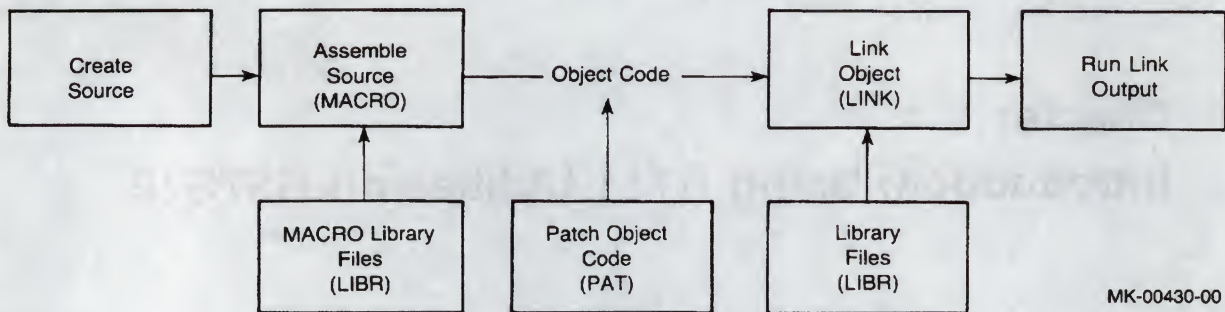 Create
Source
Assemble
Source
(MACRO)
Object Code
Link
Object
(LINK)
Run Link
Output
MACRO Library
Files
(LIBR)
Patch Object
Code
(PAT)
Library
Files
(LIBR)
MK-00430-00